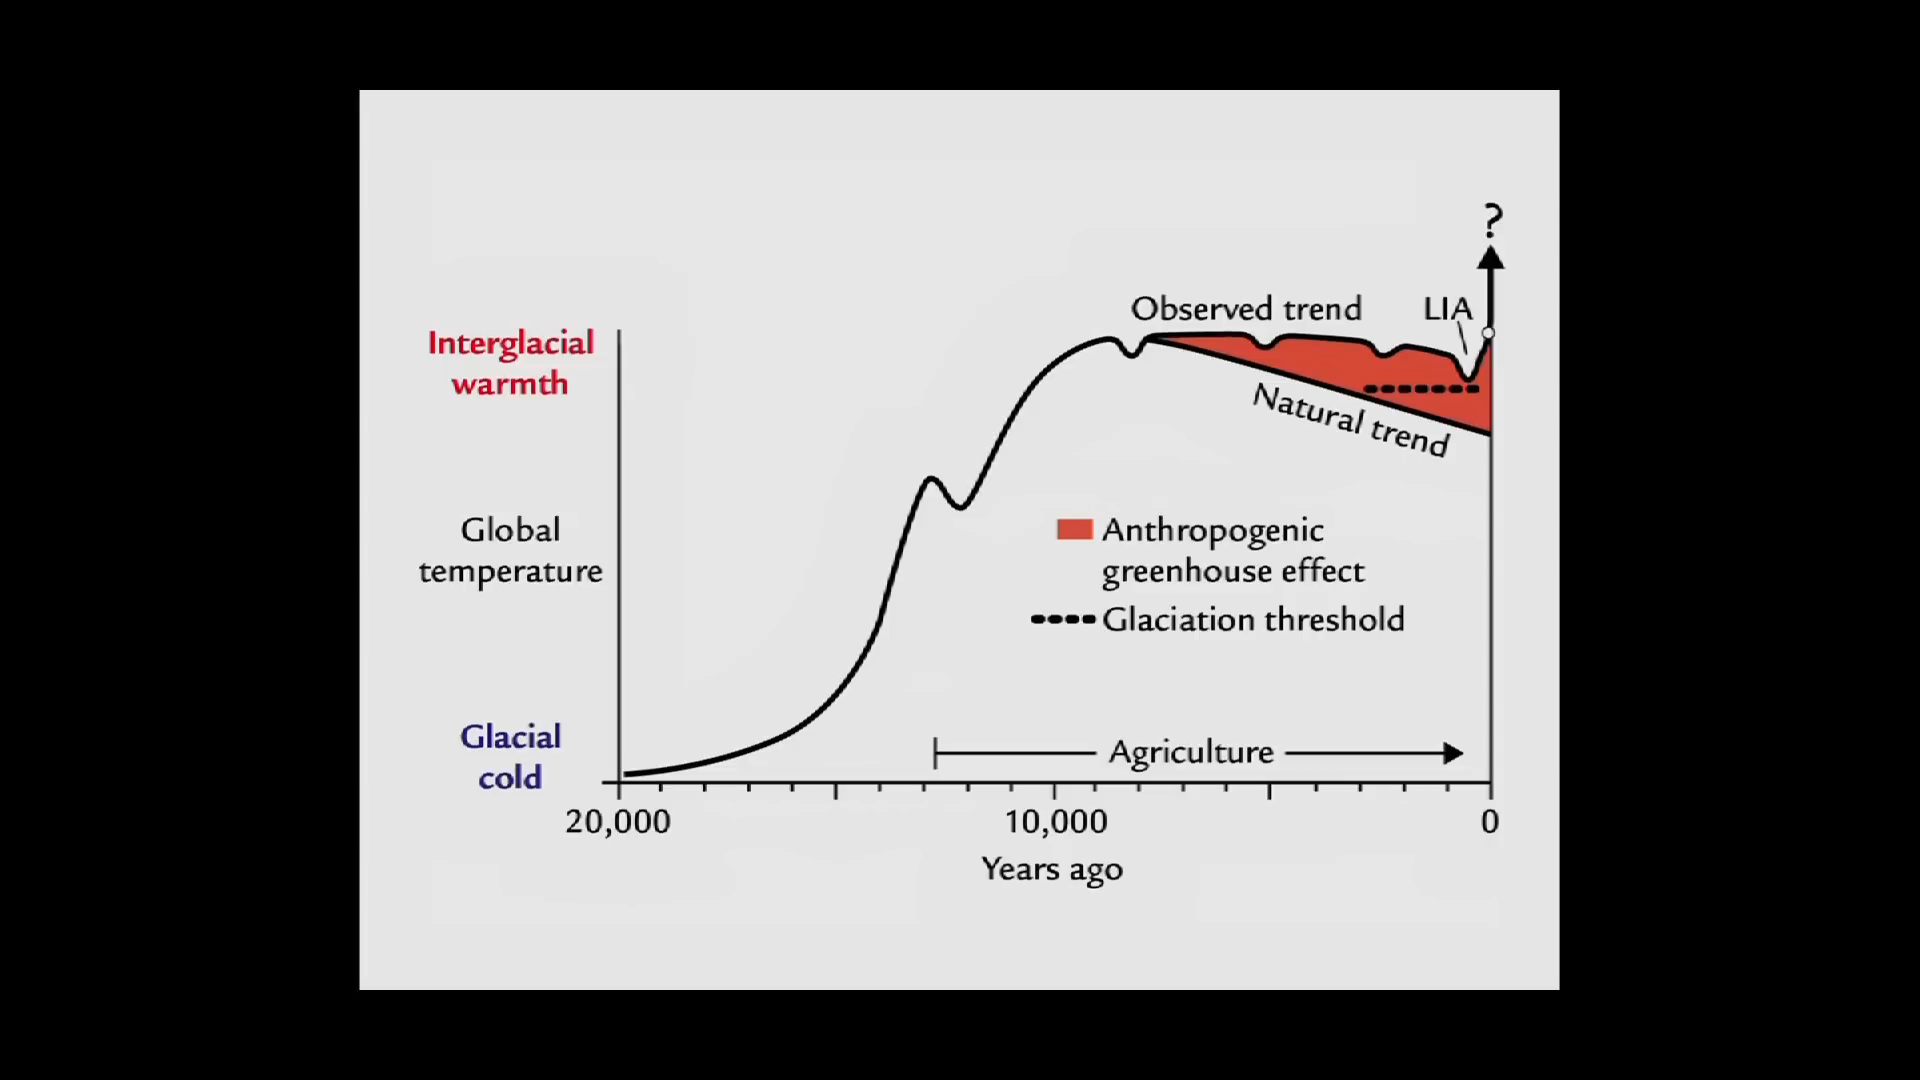 ?
Observed trend
LIA
Interglacial
warmth
Natural trend
Global
temperature
Anthropogenic
greenhouse effect
Glaciation threshold
Glacial
cold
Agriculture
20,000
10,000
0
Years ago